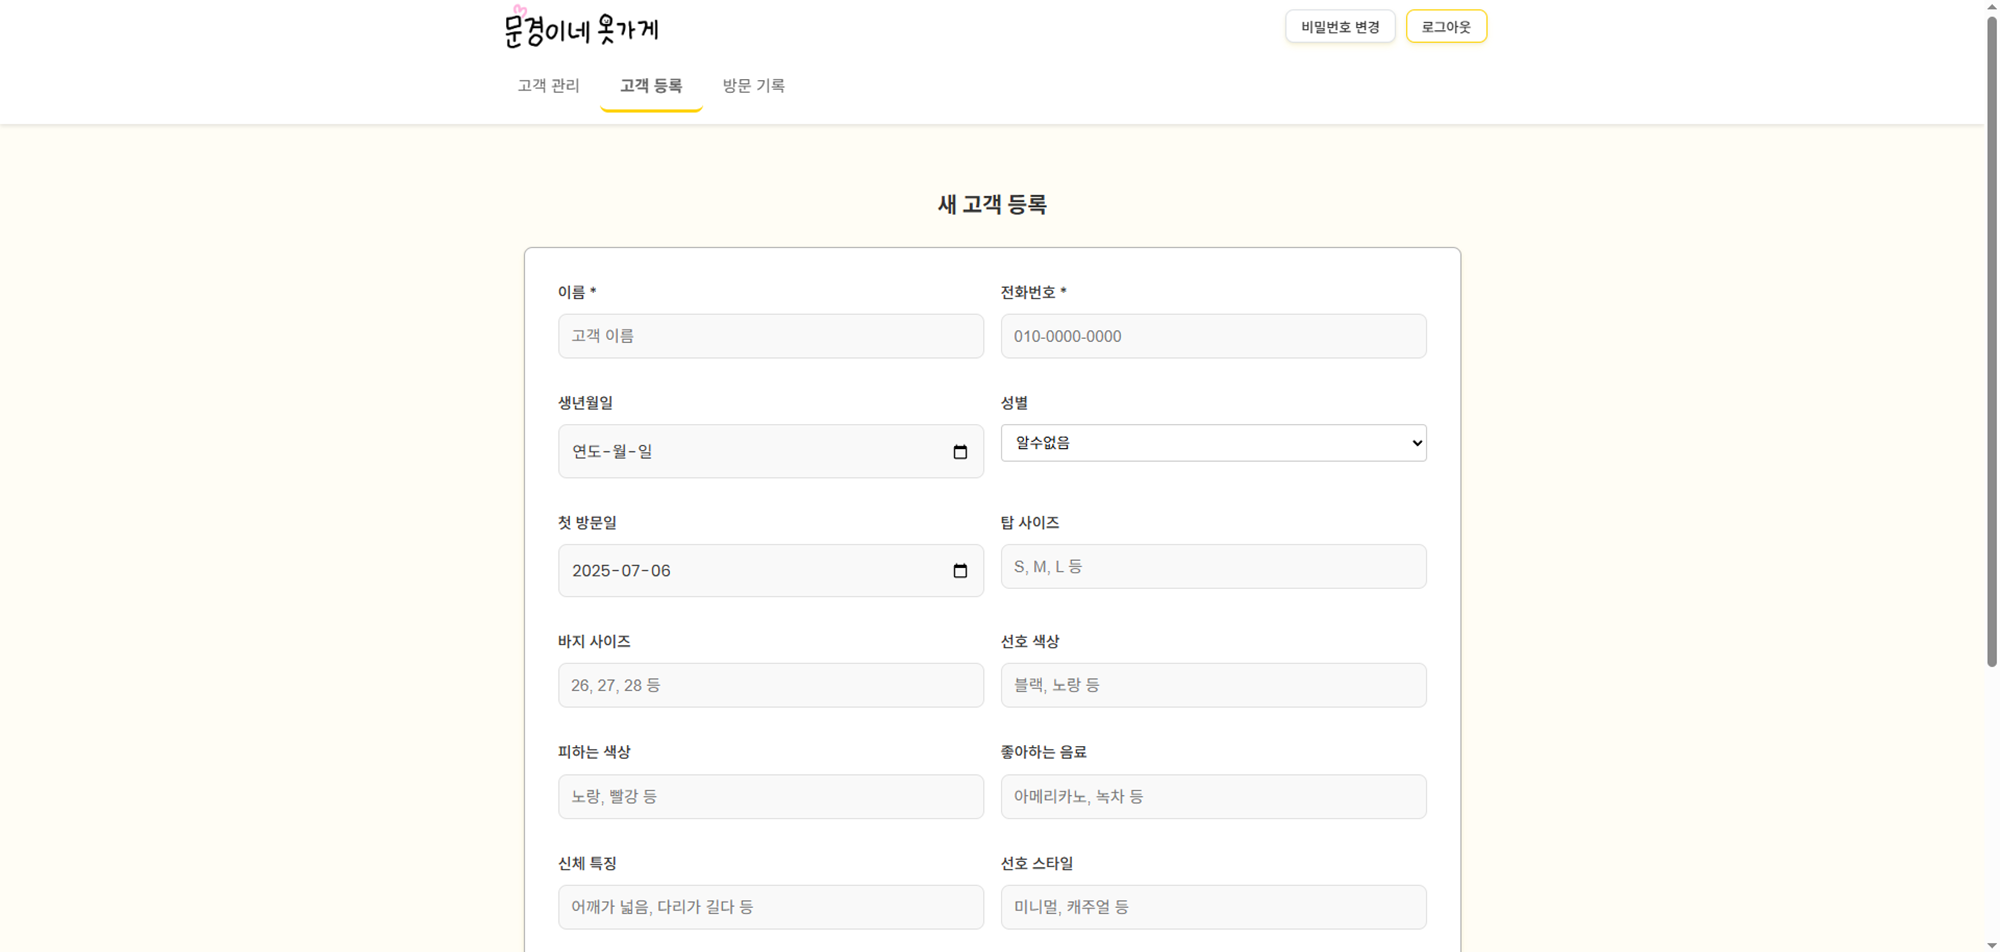 문경이네 옷가게
비밀번호 변경
로그아웃
고객 관리
고객 등록
방문 기록
새 고객 등록
이름 *
전화번호 *
고객 이름
010-0000-0000
생년월일
성별
연도-월-일
알수없음
첫 방문일
탑 사이즈
2025-07-06
S, M, L 등
바지 사이즈
선호 색상
26, 27, 28 등
블랙, 노랑 등
피하는 색상
좋아하는 음료
노랑, 빨강 등
아메리카노, 녹차 등
신체 특징
선호 스타일
어깨가 넓음, 다리가 길다 등
미니멀, 캐주얼 등